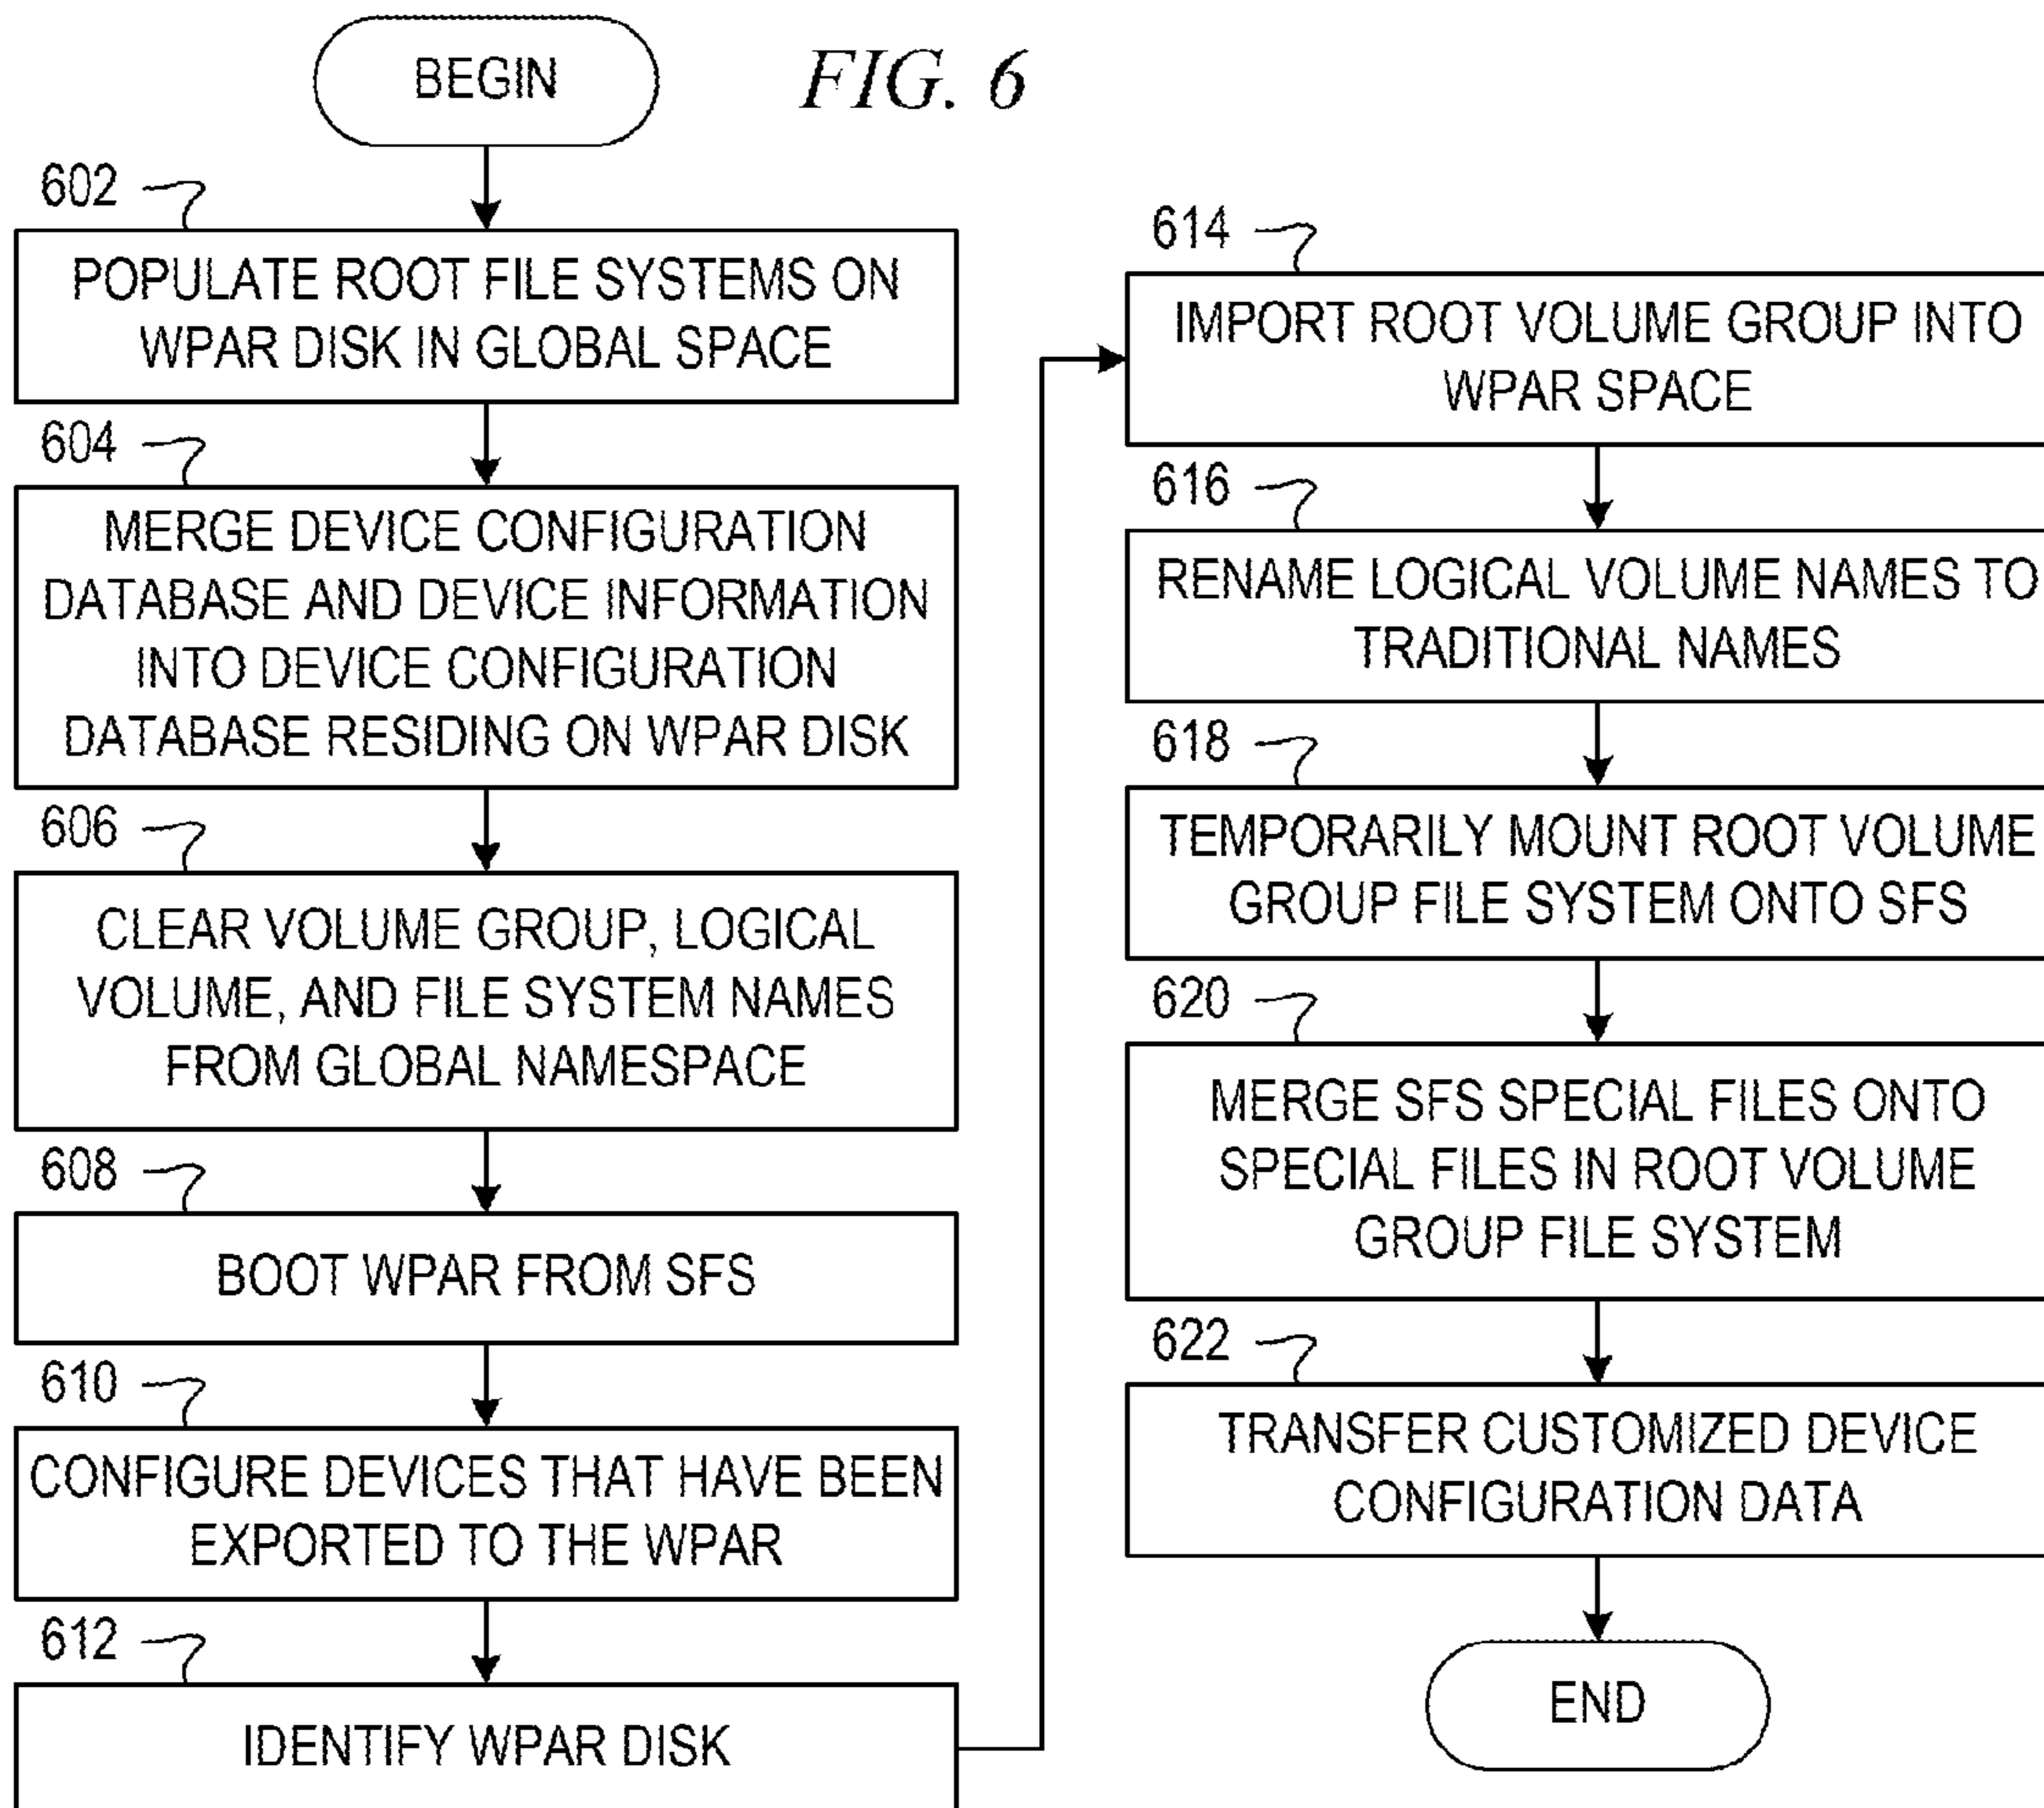 BEGIN
FIG. 6
602
POPULATE ROOT FILE SYSTEMS ON
WPAR DISK IN GLOBAL SPACE
604
MERGE DEVICE CONFIGURATION
DATABASE AND DEVICE INFORMATION
INTO DEVICE CONFIGURATION
DATABASE RESIDING ON WPAR DISK
606
CLEAR VOLUME GROUP, LOGICAL
VOLUME, AND FILE SYSTEM NAMES
FROM GLOBAL NAMESPACE
608
BOOT WPAR FROM SFS
610
CONFIGURE DEVICES THAT HAVE BEEN
EXPORTED TO THE WPAR
612
IDENTIFY WPAR DISK
614
IMPORT ROOT VOLUME GROUP INTO
WPAR SPACE
616
RENAME LOGICAL VOLUME NAMES TO
TRADITIONAL NAMES
618
TEMPORARILY MOUNT ROOT VOLUME
GROUP FILE SYSTEM ONTO SFS
620
MERGE SFS SPECIAL FILES ONTO
SPECIAL FILES IN ROOT VOLUME
GROUP FILE SYSTEM
622
TRANSFER CUSTOMIZED DEVICE
CONFIGURATION DATA
END